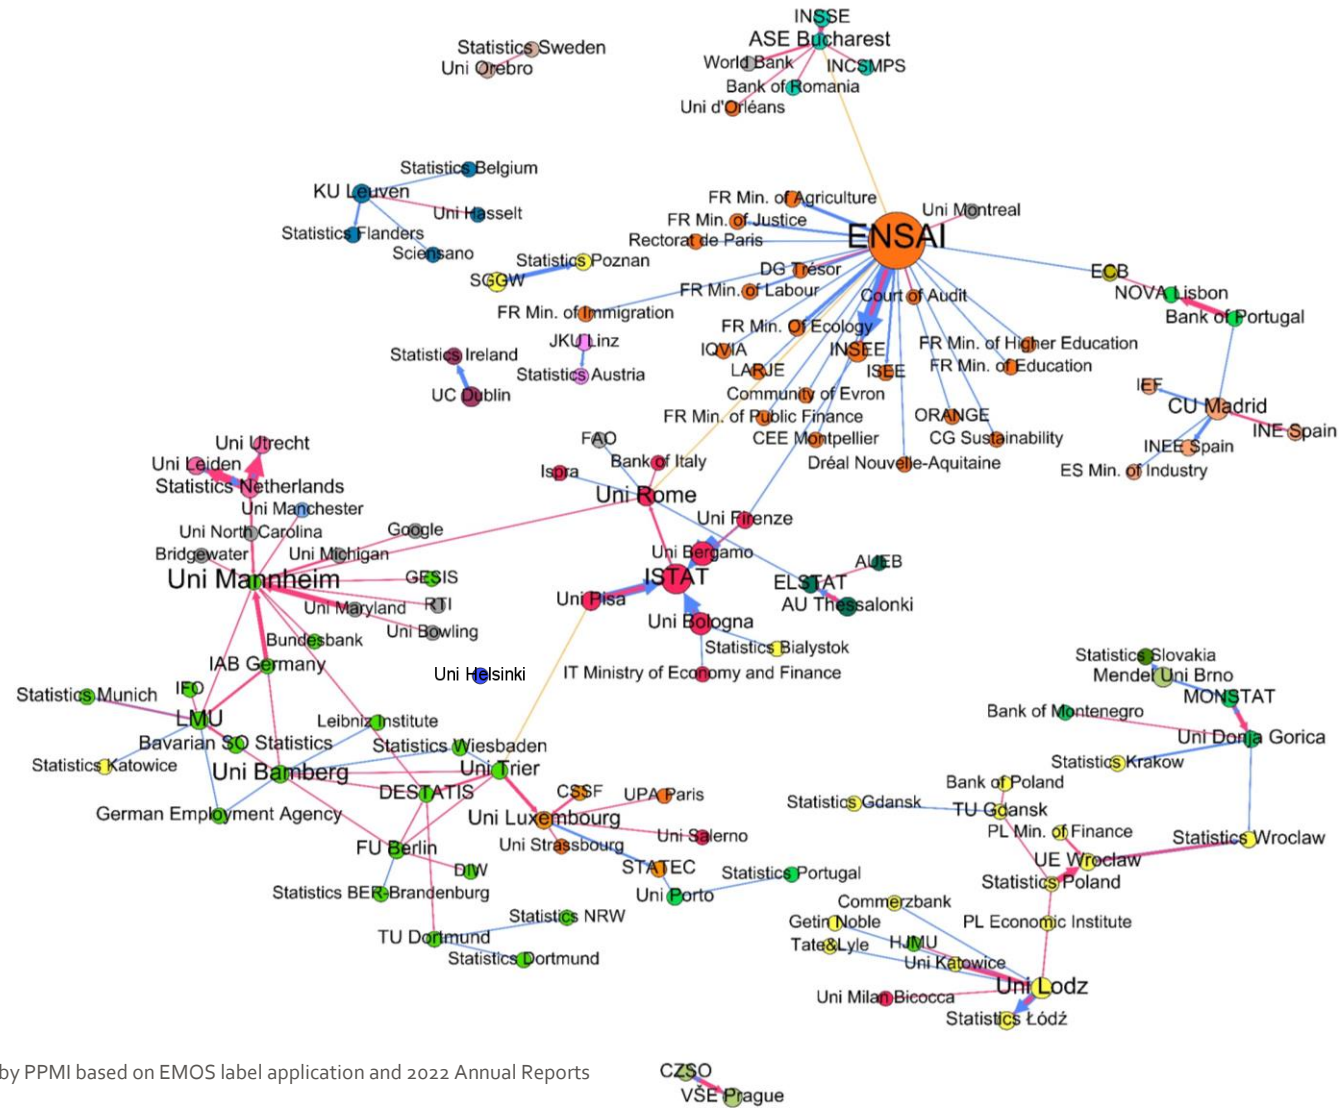 INSSE
ASE Bucharest
Statistics Sweden
World Bank
INCSMPS
Uni Orebro
Bank of Romania
Uni d'Orléans
Statistics Belgium
KU Leuven
FR Min. of Agriculture
Uni Montreal
Uni Hasselt
FR Min. of Justice
Statistics Flanders
Rectorat de Paris
ENSAI
Sciensano
Statistics Poznan
DG Trésor
ECB
SGGW
FR Min. of Labour
Court of Audit
NOVA Lisbon
FR Min. of Immigration
Bank of Portugal
FR Min. Of Ecology
JKU Linz
IQVIA
INSEE
FR Min. of Higher Education
Statistics Ireland
FR Min. of Education
Statistics Austria
LARJE
ISEE
IEF
UC Dublin
Community of Evron
CU Madrid
FR Min. of Public Finance
ORANGE
INE Spain
Uni Utrecht
FAO
CEE Montpellier
CG Sustainability
INEE Spain
Uni Leiden
Bank of Italy
Dréal Nouvelle-Aquitaine
ES Min. of Industry
Ispra
Statistics Netherlands
Uni Rome
Uni Manchester
Uni Firenze
Uni North Carolina
Google
Bridgewater
Uni Michigan
Uni Bergamo
AUEB
Uni Mannheim
GESIS
ISTAT
ELSTAT
Uni Maryland
RTI
Uni Pisa
AU Thessalonki
Uni Bowling
Uni Bologna
Bundesbank
Statistics Bialystok
IAB Germany
Uni Helsinki
IT Ministry of Economy and Finance
Statistics Slovakia
Mendel Uni Brno
Statistics Munich
IFO
MONSTAT
LMU
Leibniz Institute
Bank of Montenegro
Bavarian SO Statistics
Statistics Wiesbaden
Uni Donja Gorica
Statistics Katowice
Uni Bamberg
Uni Trier
Statistics Krakow
DESTATIS
CSSF
UPA Paris
Bank of Poland
German Employment Agency
Uni Luxembourg
Statistics Gdansk
TU Gdansk
Uni Strassbourg
Uni Salerno
PL Min. of Finance
Statistics Wroclaw
FU Berlin
UE Wroclaw
DIW
STATEC
Statistics Portugal
Statistics Poland
Statistics BER-Brandenburg
Uni Porto
Commerzbank
Statistics NRW
Getin Noble
PL Economic Institute
TU Dortmund
Tate&Lyle
HJMU
Statistics Dortmund
Uni Katowice
Uni Lodz
Uni Milan Bicocca
Statistics Łódź
by PPMI based on EMOS label application and 2022 Annual Reports
CZSO
VŠE Prague